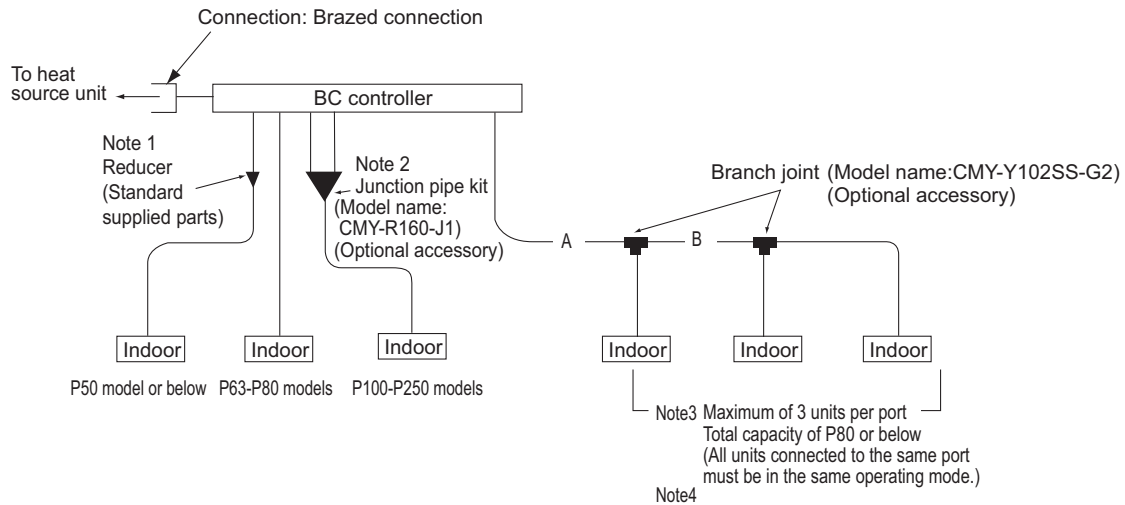 Connection: Brazed connection
To heat
source unit
BC controller
Note 1
Reducer
(Standard
supplied parts)
Note 2
Junction pipe kit
(Model name:
CMY-R160-J1)
(Optional accessory)
Branch joint (Model name:CMY-Y102SS-G2)
(Optional accessory)
A
B
Indoor
Indoor
Indoor
Indoor
Indoor
Indoor
P50 model or below
P63-P80 models
P100-P250 models
Note3 Maximum of 3 units per port
Total capacity of P80 or below
(All units connected to the same port
must be in the same operating mode.)
Note4